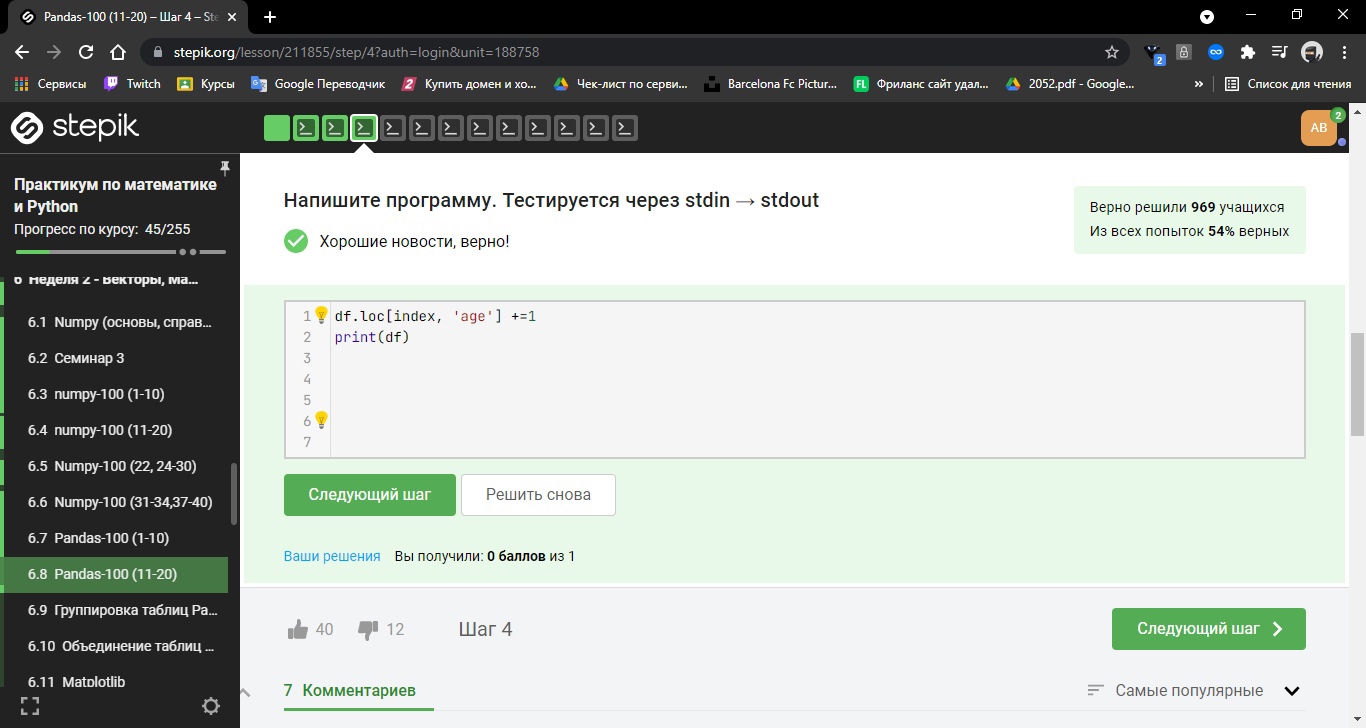 Pandas-100 (11-20) – Шаг 4 – Ste
stepik.org/lesson/211855/step/4?auth=login&unit=188758
2
Сервисы Twitch Курсы Google Переводчик Купить домен и хо... Чек-лист по серви... Barcelona Fc Pictur... FL Фриланс сайт удал... 2052.pdf - Google... » Список для чтения
stepik
АВ 2
Практикум по математике
и Python
Прогресс по курсу: 45/255
6 Неделя 2 - Векторы, Ма...
6.1 Numpy (основы, справ...
6.2 Семинар 3
6.3 numpy-100 (1-10)
6.4 numpy-100 (11-20)
6.5 Numpy-100 (22, 24-30)
6.6 Numpy-100 (31-34,37-40)
6.7 Pandas-100 (1-10)
6.8 Pandas-100 (11-20)
6.9 Группировка таблиц Pa...
6.10 Объединение таблиц ...
6.11 Matplotlib
Напишите программу. Тестируется через stdin → stdout
Хорошие новости, верно!
Верно решили 969 учащихся
Из всех попыток 54% верных
1 df.loc[index, 'age'] +=1
2 print(df)
3
4
5
6
7
Следующий шаг Решить снова
Ваши решения Вы получили: 0 баллов из 1
40 12 Шаг 4 Следующий шаг
7 Комментариев Самые популярные